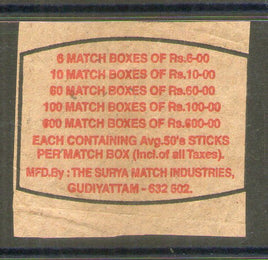 6 MATCH BOXES OF Rs.6-00
10 MATCH BOXES OF Rs.10-00
60 MATCH BOXES OF Rs.60-00
100 MATCH BOXES OF Rs.100-00
600 MATCH BOXES OF Rs.600-00
EACH CONTAINING Avg.50's STICKS
PER MATCH BOX (Incl.of all Taxes).
MFD.By : THE SURYA MATCH INDUSTRIES,
GUDIYATTAM - 632 602.